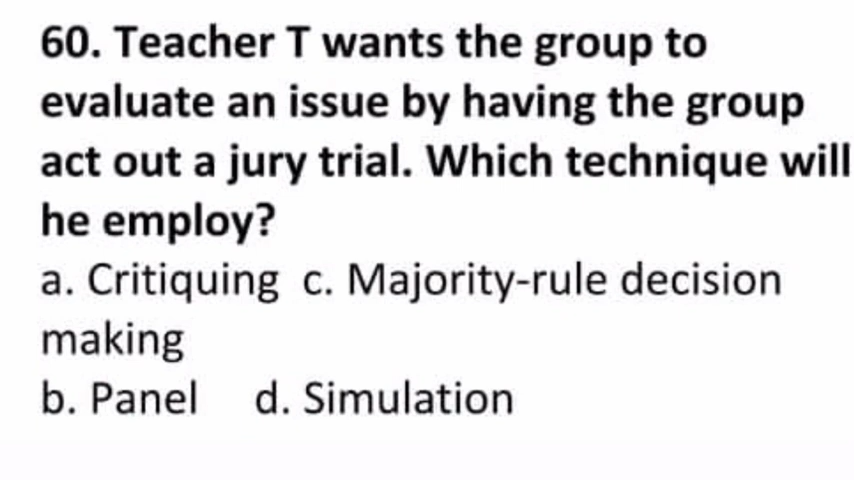 60. Teacher T wants the group to
evaluate an issue by having the group
act out a jury trial. Which technique will
he employ?
a. Critiquing c. Majority-rule decision
making
b. Panel d. Simulation